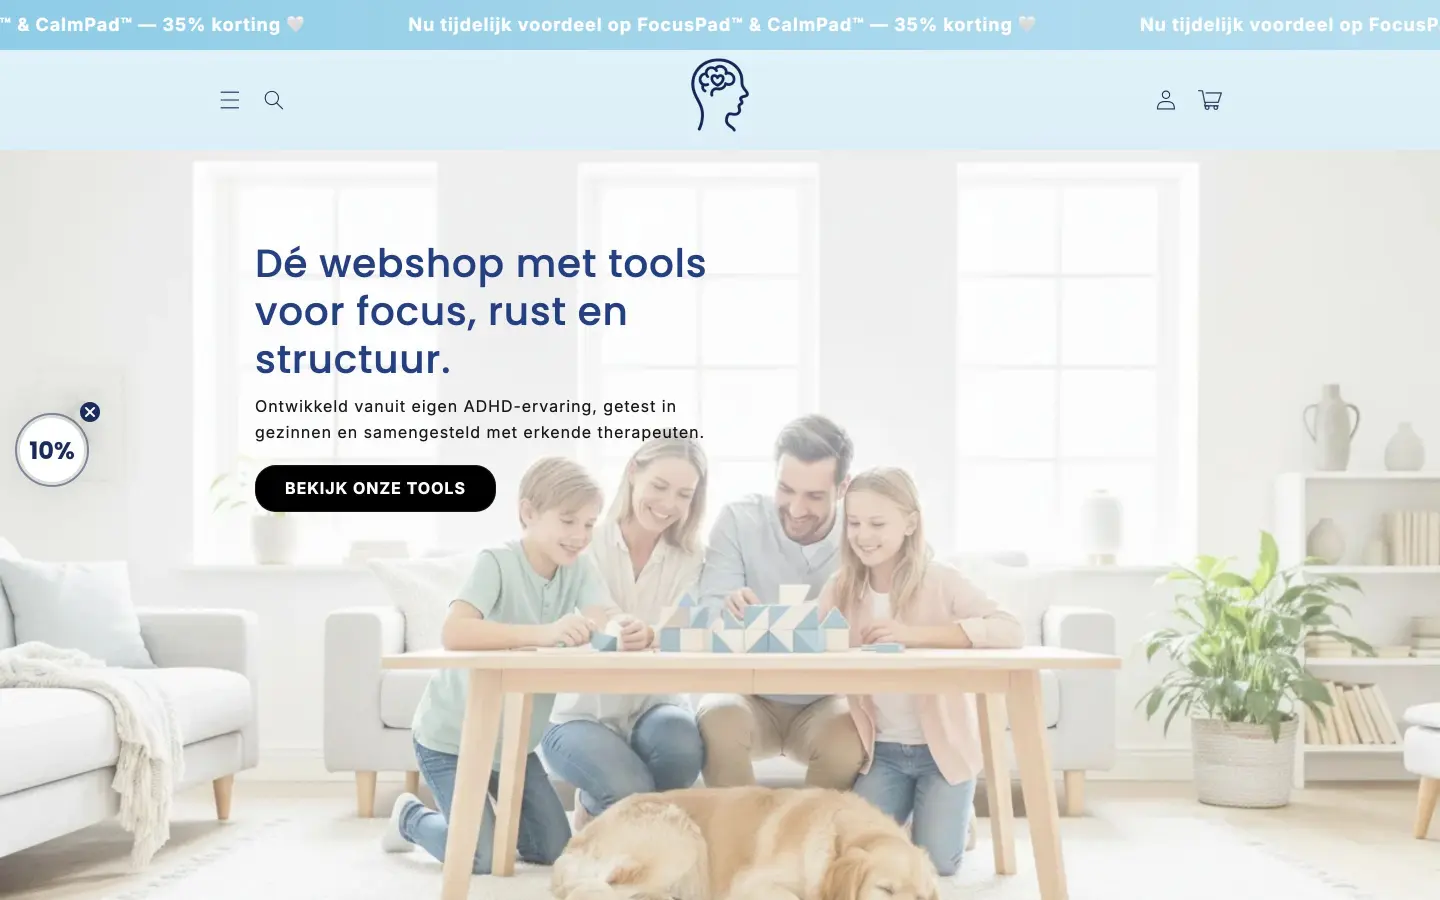 ™ & CalmPad™ — 35% korting 🤍 Nu tijdelijk voordeel op FocusPad™ & CalmPad™ — 35% korting 🤍 Nu tijdelijk voordeel op FocusP
Dé webshop met tools
voor focus, rust en
structuur.
Ontwikkeld vanuit eigen ADHD-ervaring, getest in
gezinnen en samengesteld met erkende therapeuten.
10%
BEKIJK ONZE TOOLS